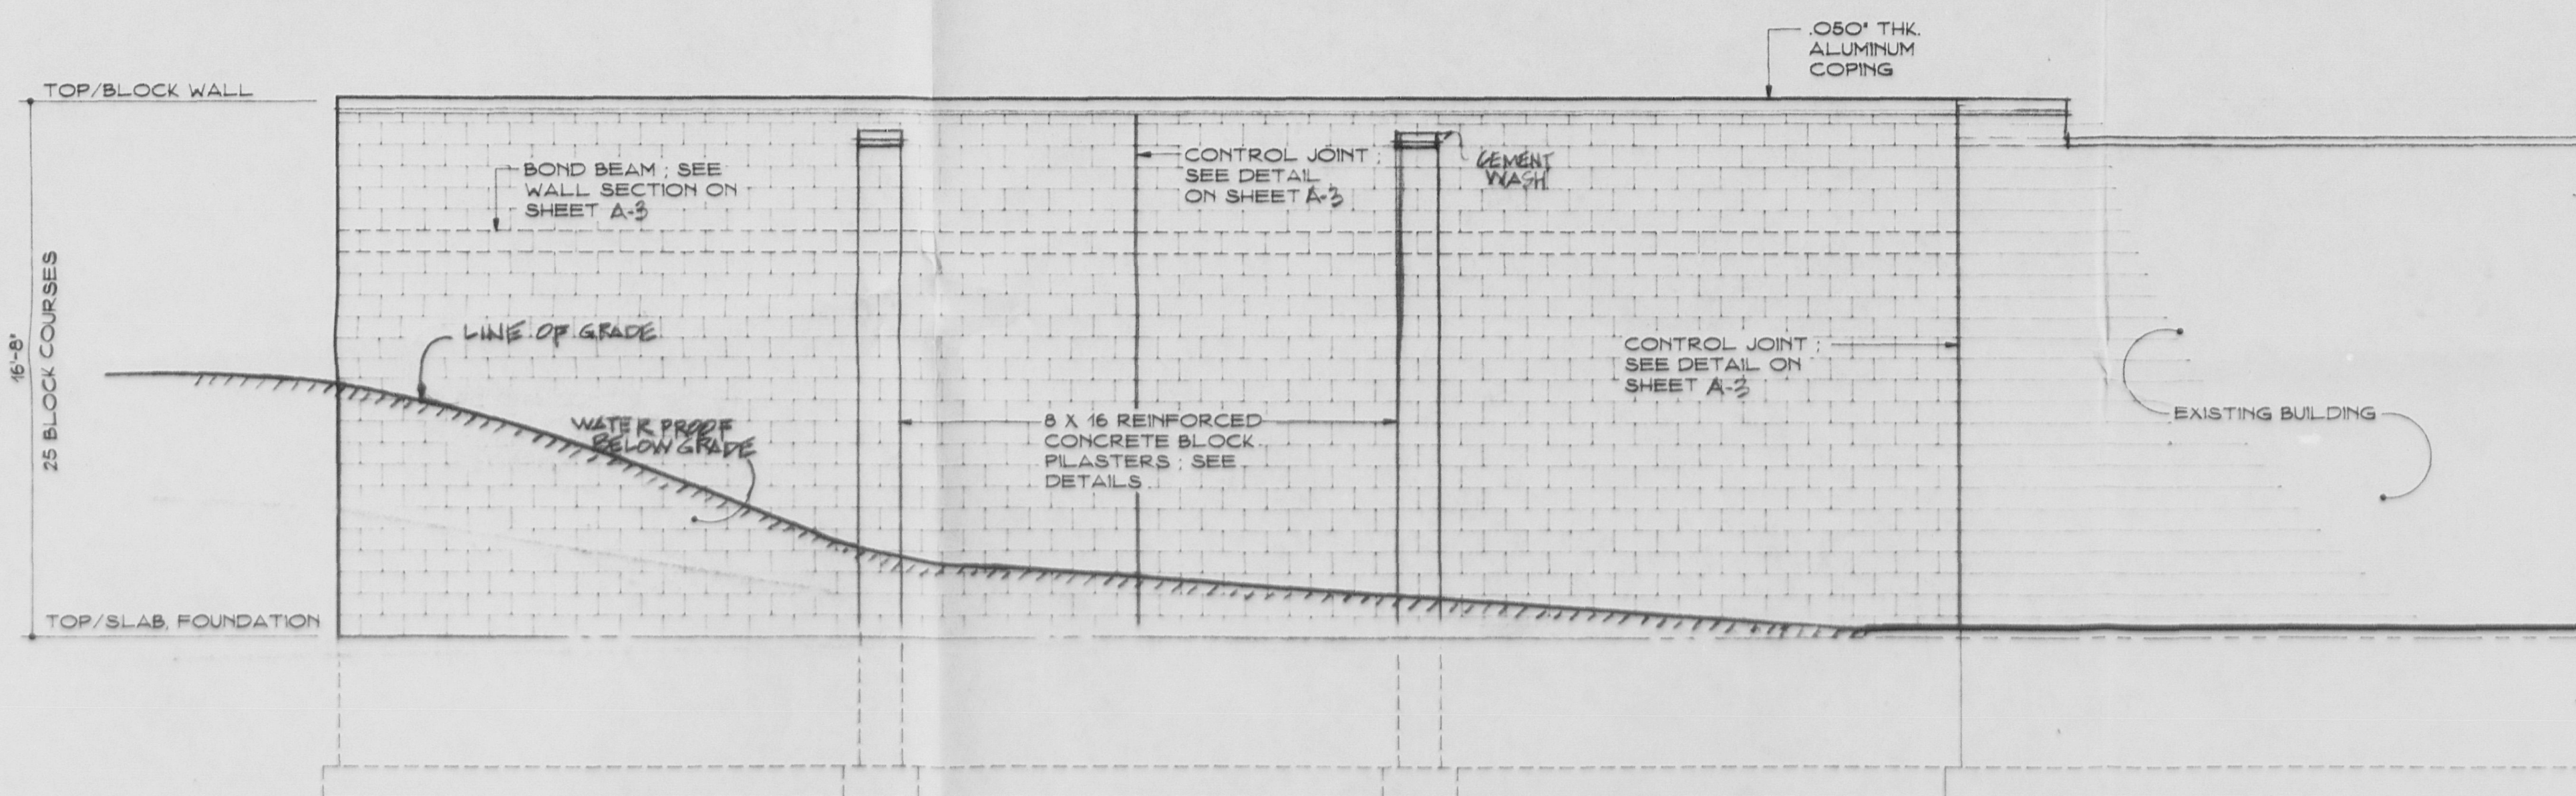 .050" THK.
ALUMINUM
COPING
TOP/BLOCK WALL
BOND BEAM ; SEE
WALL SECTION ON
SHEET A-3
CONTROL JOINT ;
SEE DETAIL
ON SHEET A-3
CEMENT
WASH
16'-8"
25 BLOCK COURSES
LINE OF GRADE
WATER PROOF
BELOW GRADE
8 X 16 REINFORCED
CONCRETE BLOCK
PILASTERS ; SEE
DETAILS
CONTROL JOINT ;
SEE DETAIL ON
SHEET A-3
EXISTING BUILDING
TOP/SLAB, FOUNDATION